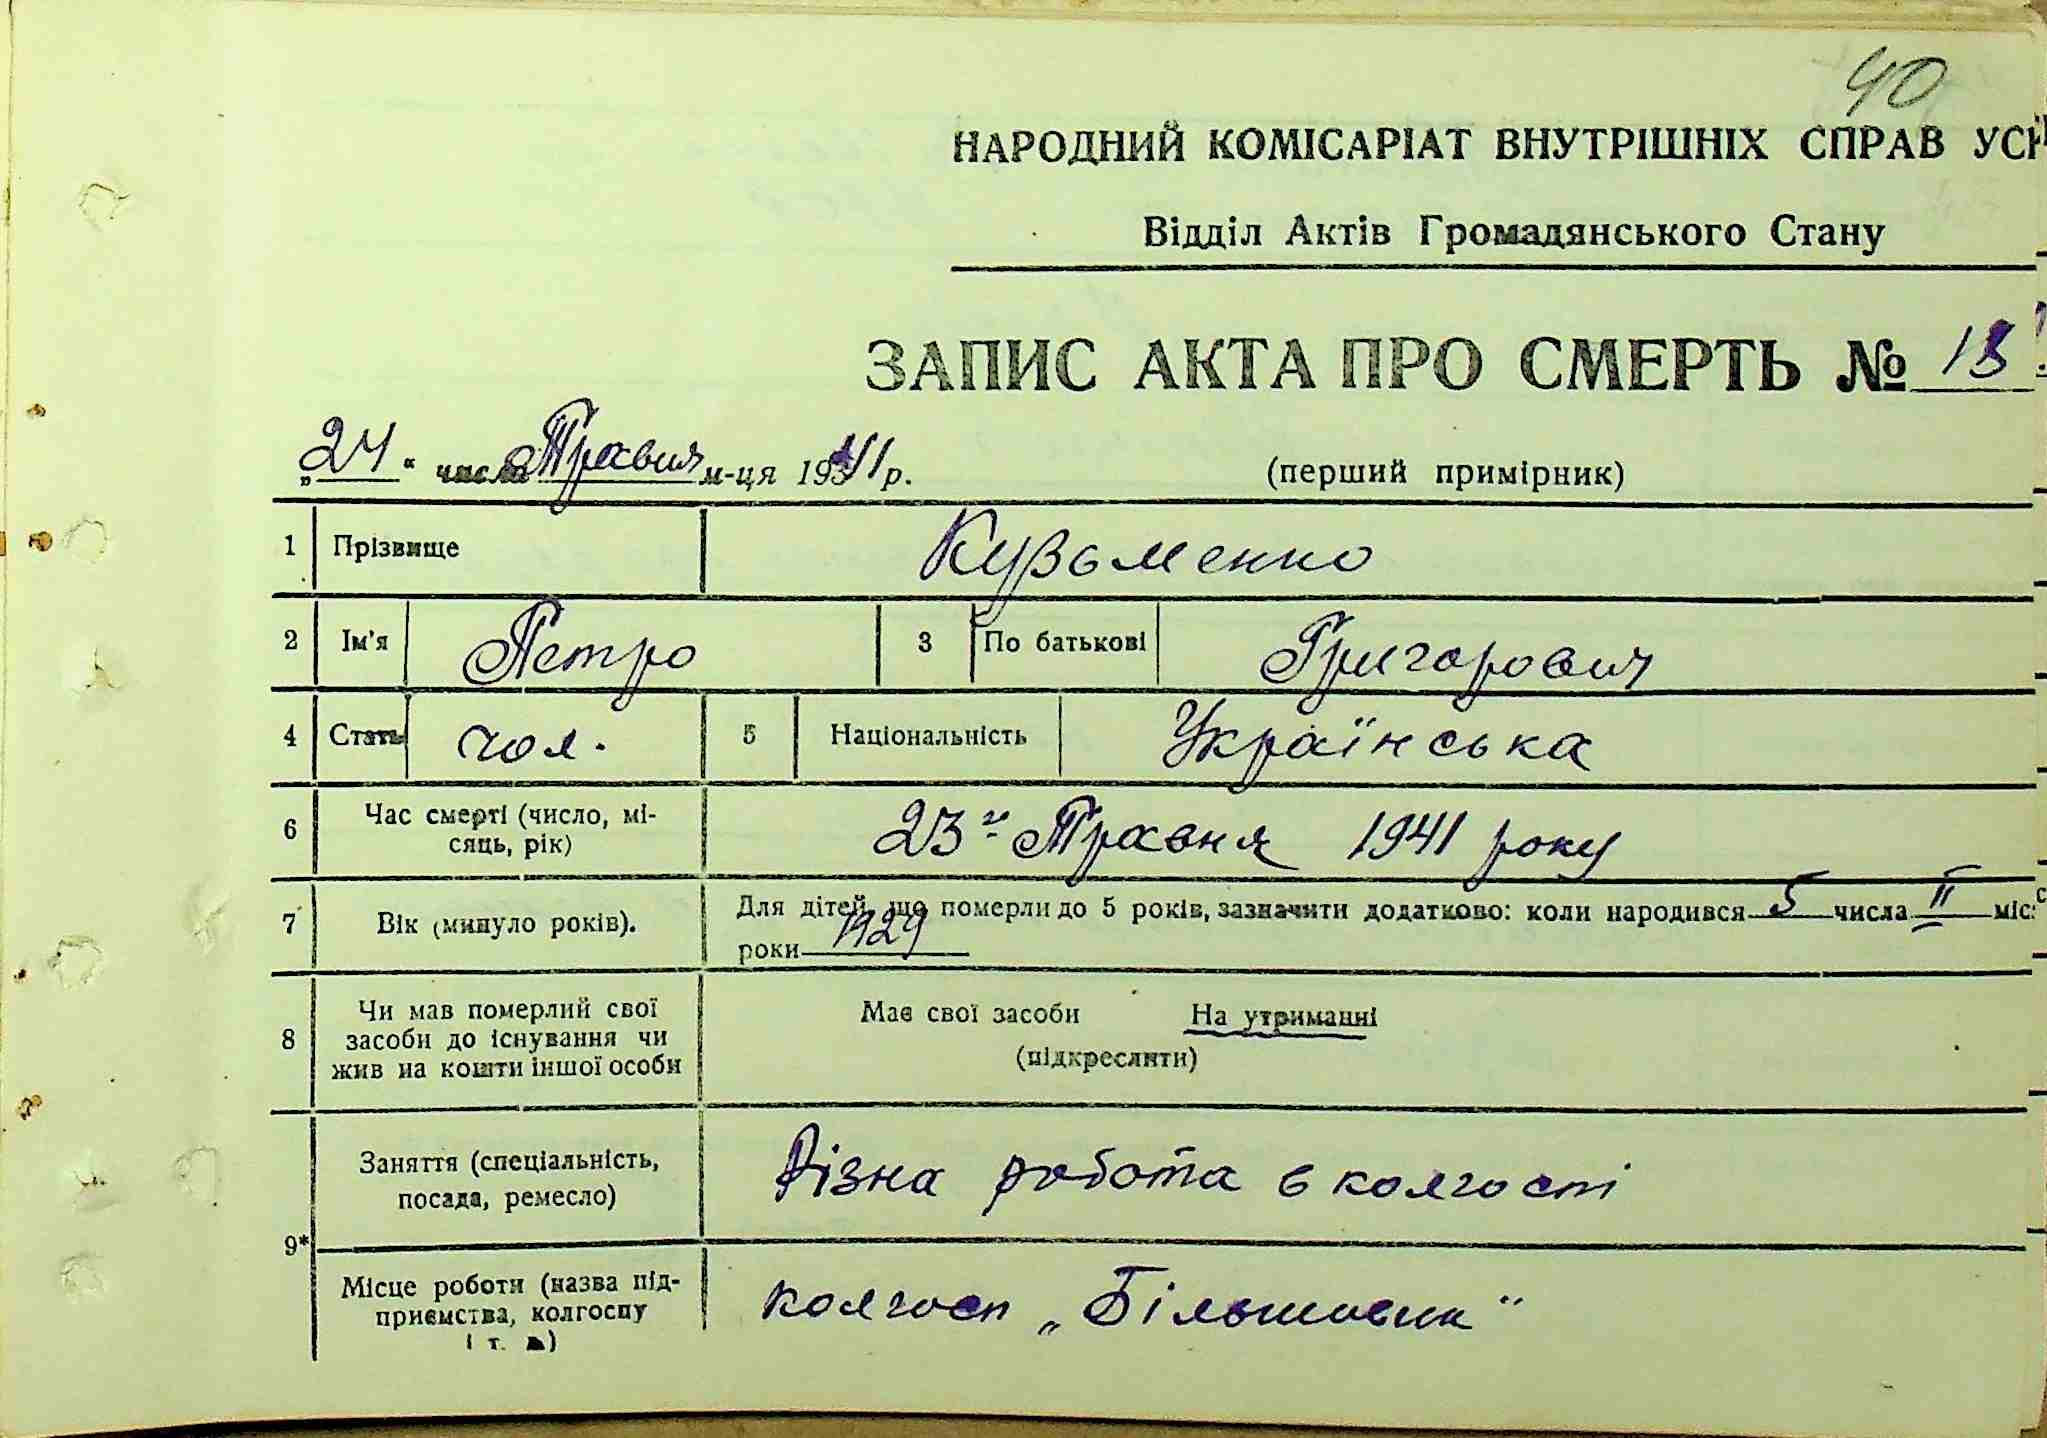 40
НАРОДНИЙ КОМІСАРІАТ ВНУТРІШНІХ СПРАВ
Відділ Актів Громадянського Стану
ЗАПИС АКТА ПРО СМЕРТЬ № 13
„24“ числа Травня м-ця 1941 р.
(перший примірник)
1 Прізвище Кузьменко
2 Ім'я Петро 3 По батькові Григорович
4 Стать чол. 5 Національність Українська
6 Час смерті (число, мі-
сяць, рік) 23го Травня 1941 року
7 Вік (минуло років). Для дітей, що померли до 5 років, зазначити додатково: коли народився 5 числа II міс
роки 1929
8 Чи мав померлий свої
засоби до існування чи
жив на кошти іншої особи
Має свої засоби На утриманні
(підкреслити)
9* Заняття (спеціальність,
посада, ремесло) Різна робота в колгоспі
Місце роботи (назва під-
приємства, колгоспу
і т. д.) колгосп „Більшовик"